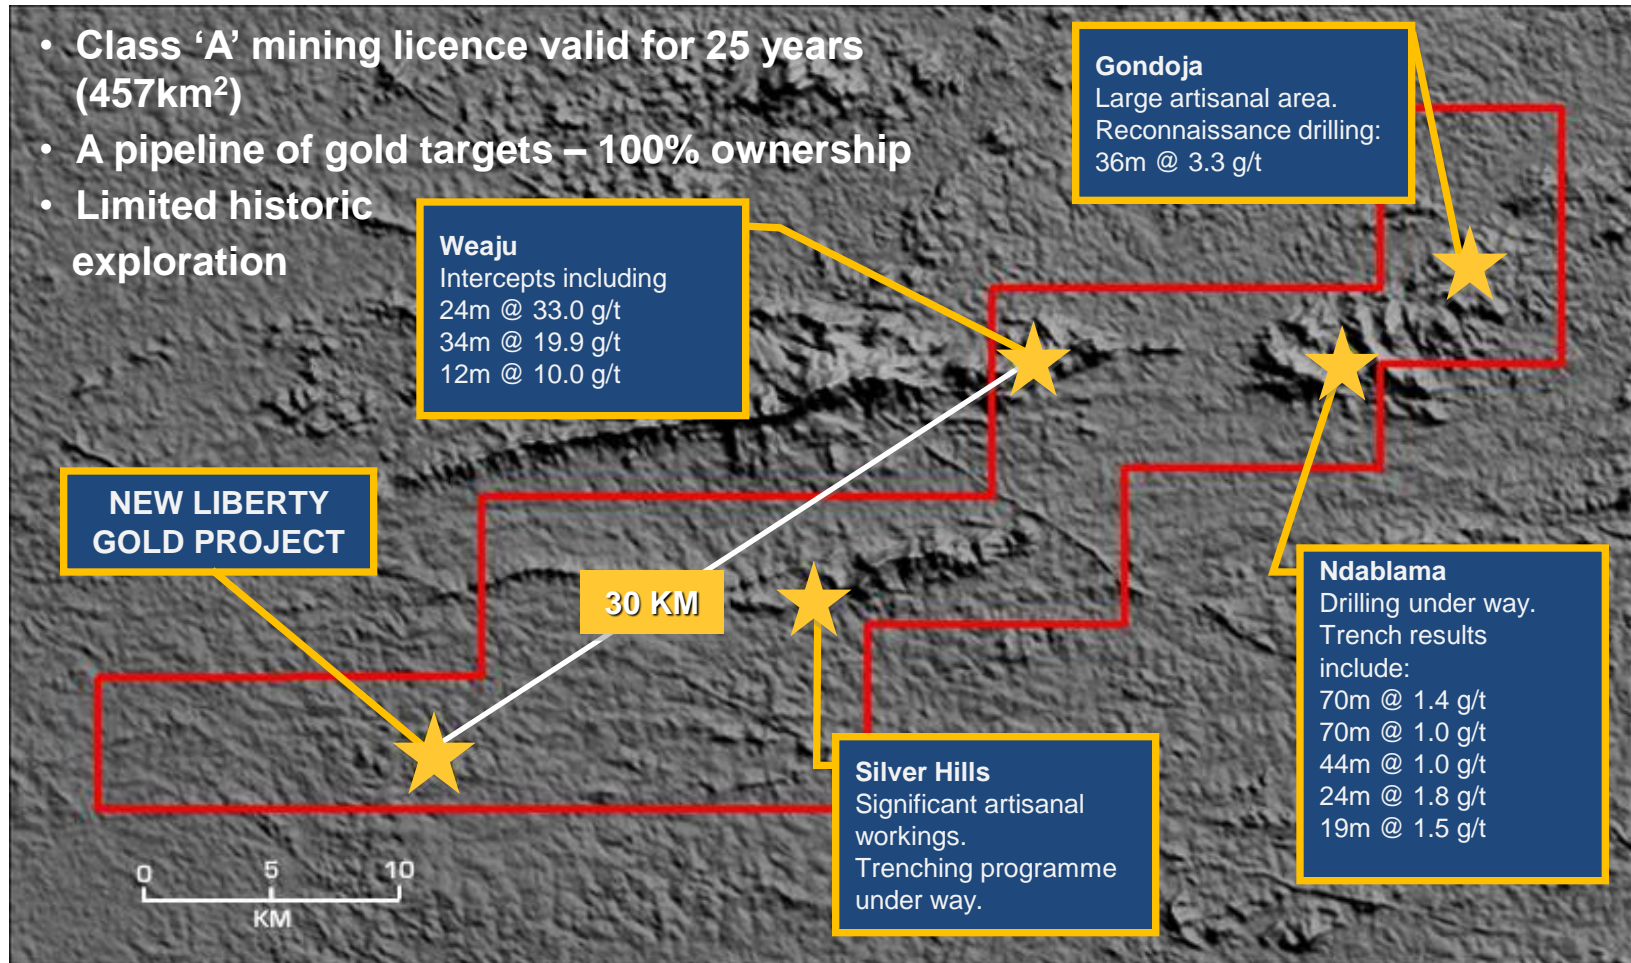 • Class ‘A’ mining licence valid for 25 years
(457km²)
• A pipeline of gold targets – 100% ownership
• Limited historic
exploration
Gondoja
Large artisanal area.
Reconnaissance drilling:
36m @ 3.3 g/t
Weaju
Intercepts including
24m @ 33.0 g/t
34m @ 19.9 g/t
12m @ 10.0 g/t
NEW LIBERTY
GOLD PROJECT
30 KM
Ndablama
Drilling under way.
Trench results
include:
70m @ 1.4 g/t
70m @ 1.0 g/t
44m @ 1.0 g/t
24m @ 1.8 g/t
19m @ 1.5 g/t
Silver Hills
Significant artisanal
workings.
Trenching programme
under way.
0 5 10
KM